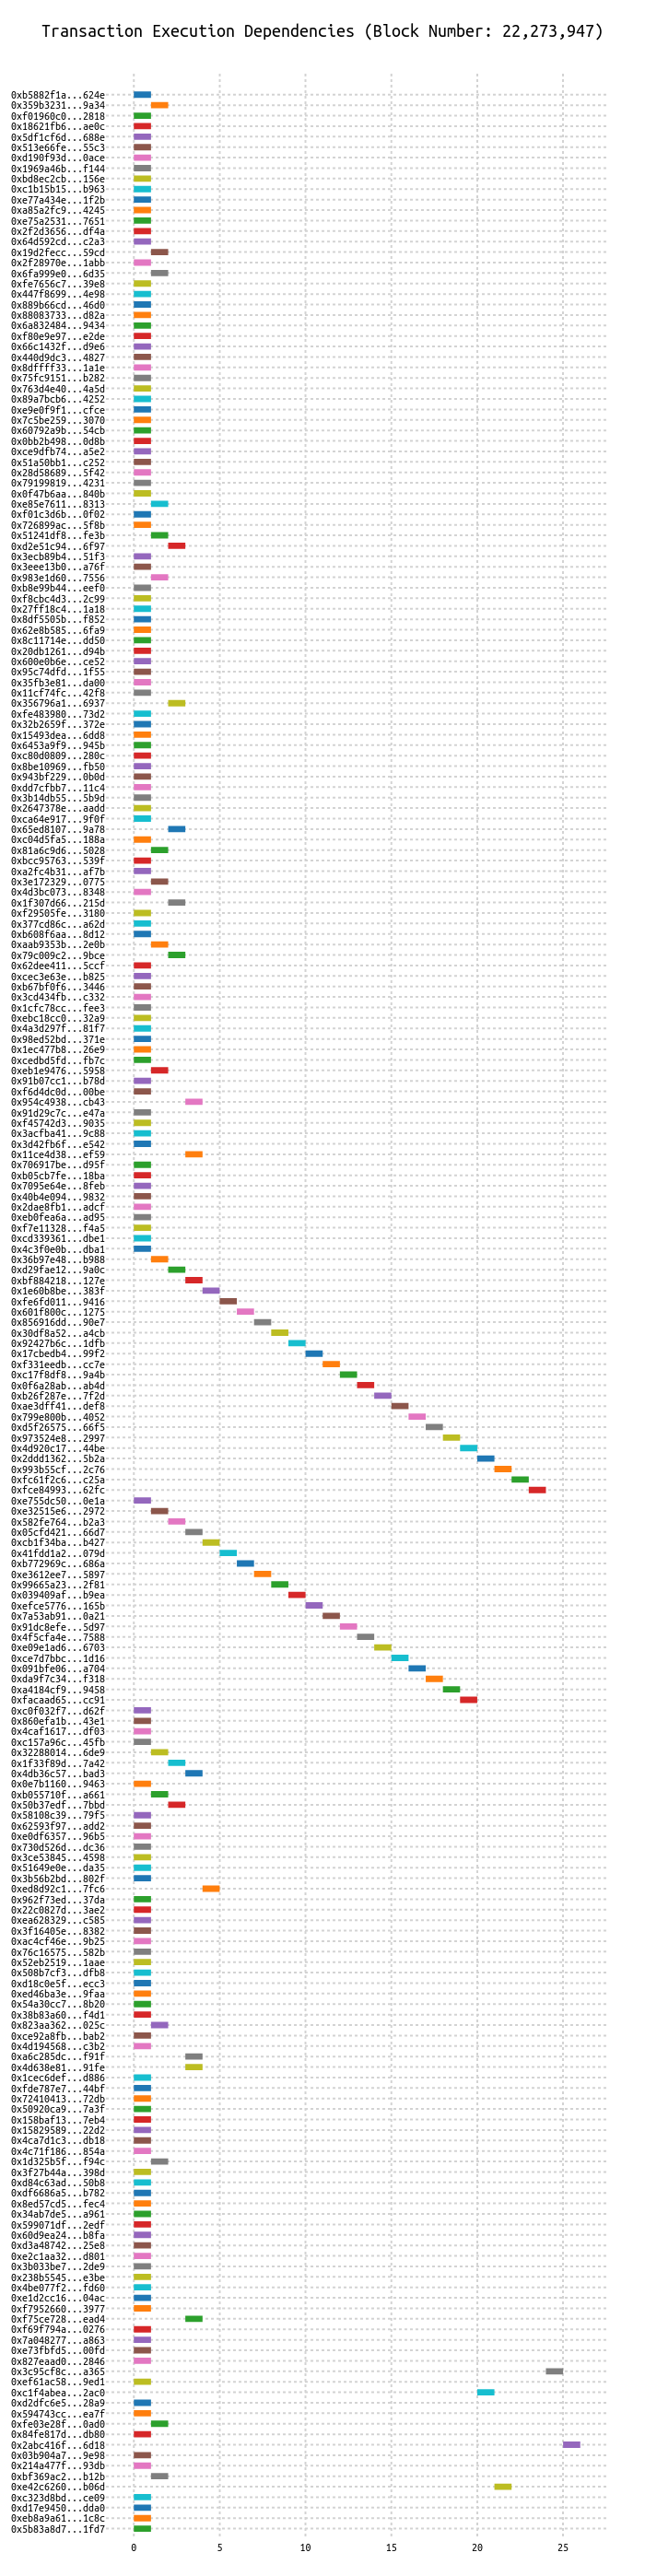 Transaction Execution Dependencies (Block Number: 22,273,947)
0xb5882f1a...624e
0x359b3231...9a34
0xf01960c0...2818
0x18621fb6...ae0c
0x5df1cf6d...688e
0x513e66fe...55c3
0xd190f93d...0ace
0x1969a46b...f144
0xbd8ec2cb...156e
0xc1b15b15...b963
0xe77a434e...1f2b
0xa85a2fc9...4245
0xe75a2531...7651
0x2f2d3656...df4a
0x64d592cd...c2a3
0x19d2fecc...59cd
0x2f28970e...1abb
0x6fa999e0...6d35
0xfe7656c7...39e8
0x447f8699...4e98
0x889b66cd...46d0
0x88083733...d82a
0x6a832484...9434
0xf80e9e97...e2de
0x66c1432f...d9e6
0x440d9dc3...4827
0x8dffff33...1a1e
0x75fc9151...b282
0x763d4e40...4a5d
0x89a7bcb6...4252
0xe9e0f9f1...cfce
0x7c5be259...3070
0x60792a9b...54cb
0x0bb2b498...0d8b
0xce9dfb74...a5e2
0x51a50bb1...c252
0x28d58689...5f42
0x79199819...4231
0x0f47b6aa...840b
0xe85e7611...8313
0xf01c3d6b...0f02
0x726899ac...5f8b
0x51241df8...fe3b
0xd2e51c94...6f97
0x3ecb89b4...51f3
0x3eee13b0...a76f
0x983e1d60...7556
0xb8e99b44...eef0
0xf8cbc4d3...2c99
0x27ff18c4...1a18
0x8df5505b...f852
0x62e8b585...6fa9
0x8c11714e...dd50
0x20db1261...d94b
0x600e0b6e...ce52
0x95c74dfd...1f55
0x35fb3e81...da00
0x11cf74fc...42f8
0x356796a1...6937
0xfe483980...73d2
0x32b2659f...372e
0x15493dea...6dd8
0x6453a9f9...945b
0xc80d0809...280c
0x8be10969...fb50
0x943bf229...0b0d
0xdd7cfbb7...11c4
0x3b14db55...5b9d
0x2647378e...aadd
0xca64e917...9f0f
0x65ed8107...9a78
0xc04d5fa5...188a
0x81a6c9d6...5028
0xbcc95763...539f
0xa2fc4b31...af7b
0x3e172329...0775
0x4d3bc073...8348
0x1f307d66...215d
0xf29505fe...3180
0x377cd86c...a62d
0xb608f6aa...8d12
0xaab9353b...2e0b
0x79c009c2...9bce
0x62dee411...5ccf
0xcec3e63e...b825
0xb67bf0f6...3446
0x3cd434fb...c332
0x1cfc78cc...fee3
0xebc18cc0...32a9
0x4a3d297f...81f7
0x98ed52bd...371e
0x1ec477b8...26e9
0xcedbd5fd...fb7c
0xeb1e9476...5958
0x91b07cc1...b78d
0xf6d4dc0d...00be
0x954c4938...cb43
0x91d29c7c...e47a
0xf45742d3...9035
0x3acfba41...9c88
0x3d42fb6f...e542
0x11ce4d38...ef59
0x706917be...d95f
0xb05cb7fe...18ba
0x7095e64e...8feb
0x40b4e094...9832
0x2dae8fb1...adcf
0xeb0fea6a...ad95
0xf7e11328...f4a5
0xcd339361...dbe1
0x4c3f0e0b...dba1
0x36b97e48...b988
0xd29fae12...9a0c
0xbf884218...127e
0x1e60b8be...383f
0xfe6fd011...9416
0x601f800c...1275
0x856916dd...90e7
0x30df8a52...a4cb
0x92427b6c...1dfb
0x17cbedb4...99f2
0xf331eedb...cc7e
0xc17f8df8...9a4b
0x0f6a28ab...ab4d
0xb26f287e...7f2d
0xae3dff41...def8
0x799e800b...4052
0xd5f26575...66f5
0x973524e8...2997
0x4d920c17...44be
0x2ddd1362...5b2a
0x993b55cf...2c76
0xfc61f2c6...c25a
0xfce84993...62fc
0xe755dc50...0e1a
0xe32515e6...2972
0x582fe764...b2a3
0x05cfd421...66d7
0xcb1f34ba...b427
0x41fdd1a2...079d
0xb772969c...686a
0xe3612ee7...5897
0x99665a23...2f81
0x039409af...b9ea
0xefce5776...165b
0x7a53ab91...0a21
0x91dc8efe...5d97
0x4f5cfa4e...7588
0xe09e1ad6...6703
0xce7d7bbc...1d16
0x091bfe06...a704
0xda9f7c34...f318
0xa4184cf9...9458
0xfacaad65...cc91
0xc0f032f7...d62f
0x860efa1b...43e1
0x4caf1617...df03
0xc157a96c...45fb
0x32288014...6de9
0x1f33f89d...7a42
0x4db36c57...bad3
0x0e7b1160...9463
0xb055710f...a661
0x50b37edf...7bbd
0x58108c39...79f5
0x62593f97...add2
0xe0df6357...96b5
0x730d526d...dc36
0x3ce53845...4598
0x51649e0e...da35
0x3b56b2bd...802f
0xed8d92c1...7fc6
0x962f73ed...37da
0x22c0827d...3ae2
0xea628329...c585
0x3f16405e...8382
0xac4cf46e...9b25
0x76c16575...582b
0x52eb2519...1aae
0x508b7cf3...dfb8
0xd18c0e5f...ecc3
0xed46ba3e...9faa
0x54a30cc7...8b20
0x38b83a60...f4d1
0x823aa362...025c
0xce92a8fb...bab2
0x4d194568...c3b2
0xa6c285dc...f91f
0x4d638e81...91fe
0x1cec6def...d886
0xfde787e7...44bf
0x72410413...72db
0x50920ca9...7a3f
0x158baf13...7eb4
0x15829589...22d2
0x4ca7d1c3...db18
0x4c71f186...854a
0x1d325b5f...f94c
0x3f27b44a...398d
0xd84c63ad...50b8
0xdf6686a5...b782
0x8ed57cd5...fec4
0x34ab7de5...a961
0x599071df...2edf
0x60d9ea24...b8fa
0xd3a48742...25e8
0xe2c1aa32...d801
0x3b033be7...2de9
0x238b5545...e3be
0x4be077f2...fd60
0xe1d2cc16...04ac
0xf7952660...3977
0xf75ce728...ead4
0xf69f794a...0276
0x7a048277...a863
0xe73fbfd5...00fd
0x827eaad0...2846
0x3c95cf8c...a365
0xef61ac58...9ed1
0xc1f4abea...2ac0
0xd2dfc6e5...28a9
0x594743cc...ea7f
0xfe03e28f...0ad0
0x84fe817d...db80
0x2abc416f...6d18
0x03b904a7...9e98
0x214a477f...93db
0xbf369ac2...b12b
0xe42c6260...b06d
0xc323d8bd...ce09
0xd17e9450...dda0
0xeb8a9a61...1c8c
0x5b83a8d7...1fd7
0 5 10 15 20 25